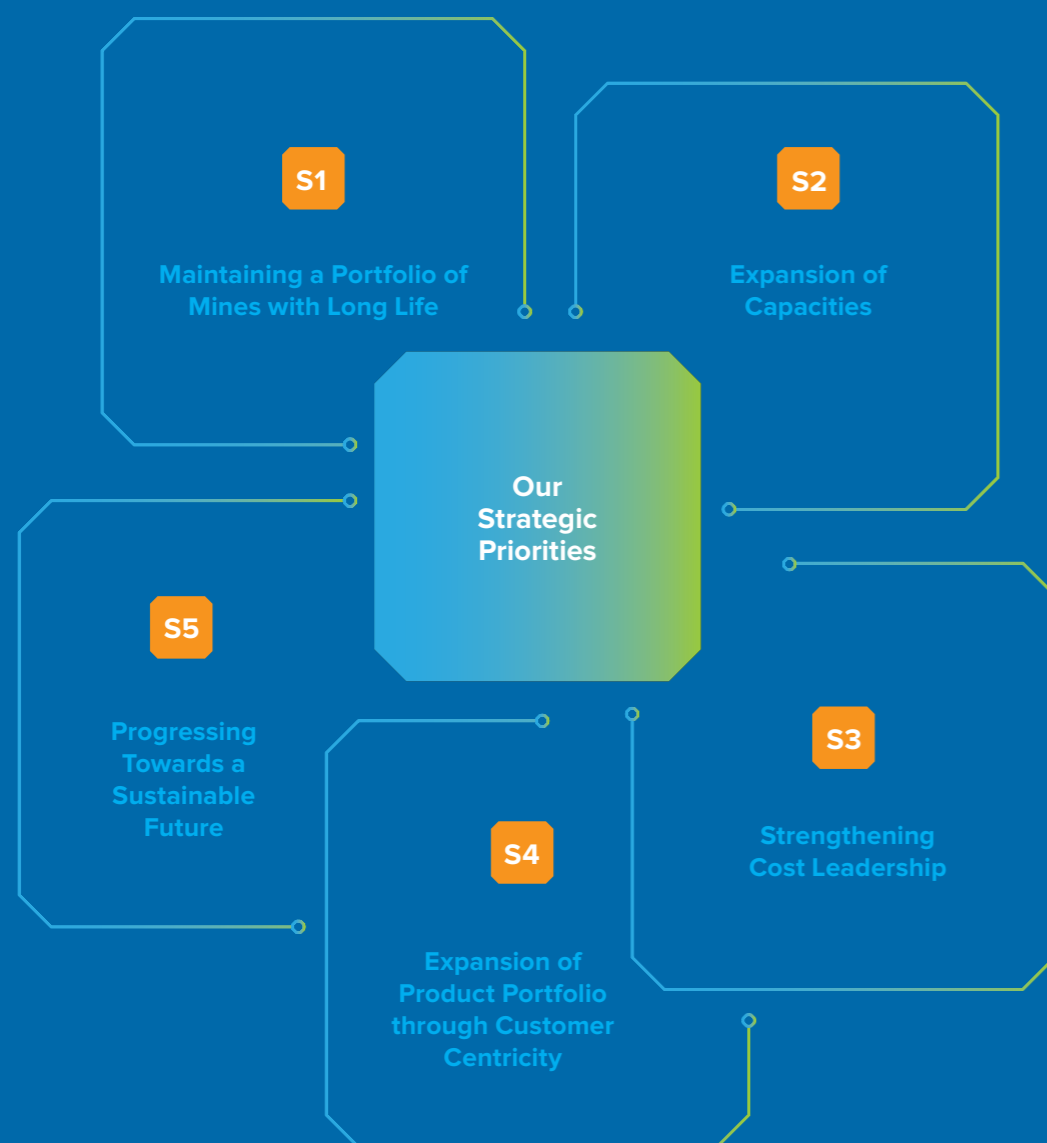 S1
Maintaining a Portfolio of
Mines with Long Life
S2
Expansion of
Capacities
Our
Strategic
Priorities
S3
Strengthening
Cost Leadership
S4
Expansion of
Product Portfolio
through Customer
Centricity
S5
Progressing
Towards a
Sustainable
Future